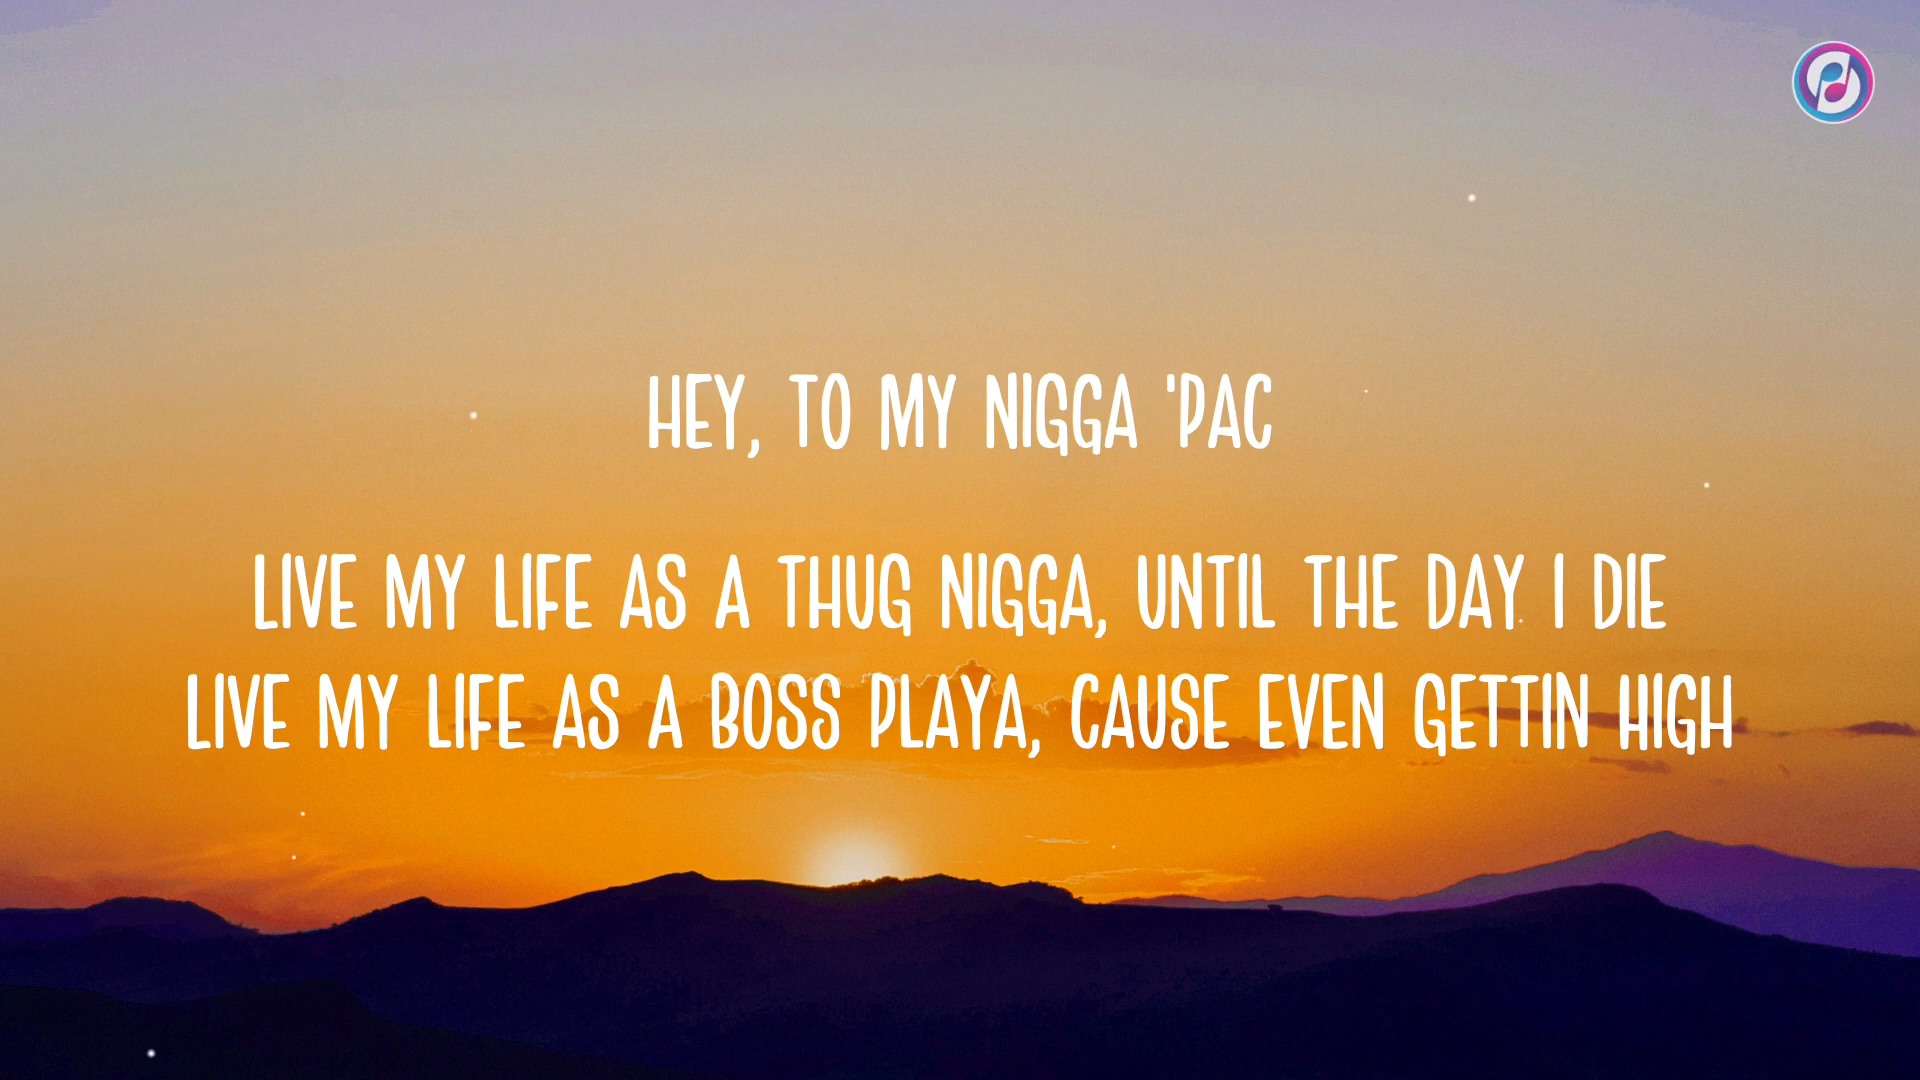 HEY, TO MY NIGGA 'PAC
LIVE MY LIFE AS A THUG NIGGA, UNTIL THE DAY I DIE
LIVE MY LIFE AS A BOSS PLAYA, CAUSE EVEN GETTIN HIGH